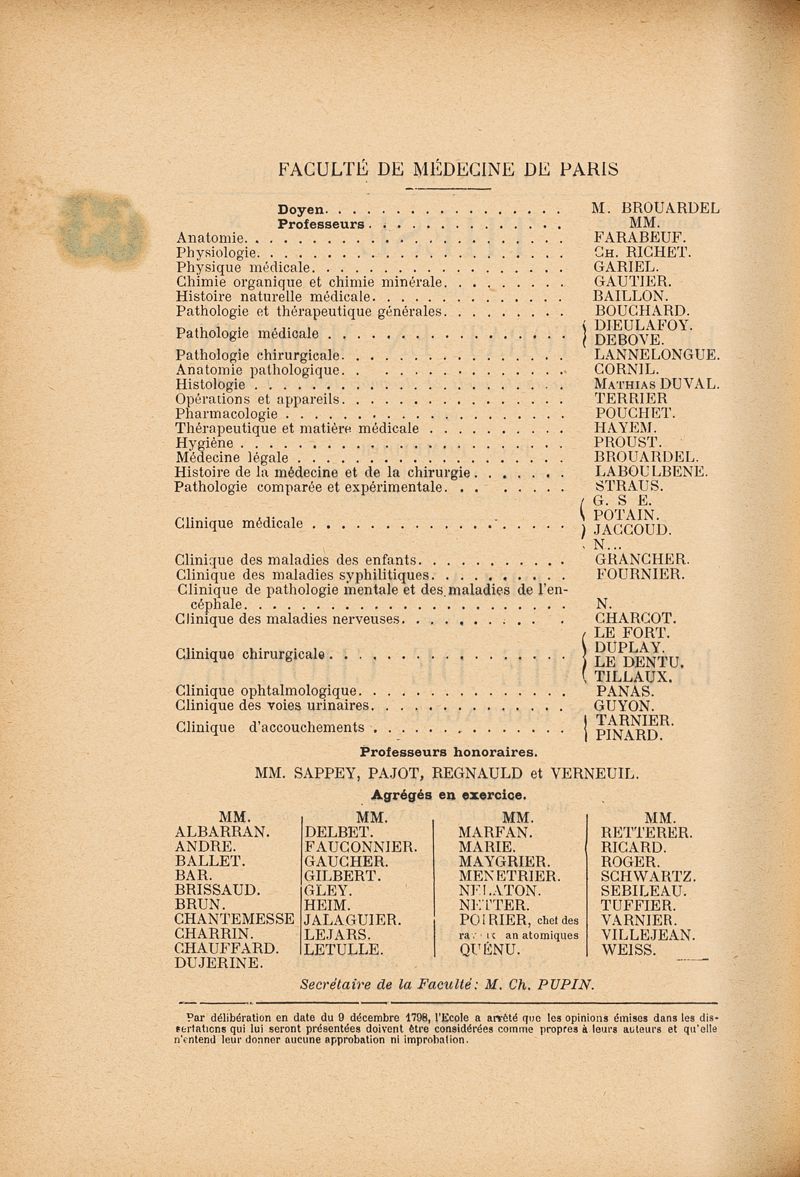 FACULTÉ DE MÉDECINE DE PARIS
Doyen. . . . . . . . . . . . . . . . . M. BROUARDEL
Professeurs . . . . . . . . . . . . . . MM.
Anatomie. . . . . . . . . . . . . . . . FARABEUF.
Physiologie. . . . . . . . . . . . . . . CH. RICHET.
Physique médicale. . . . . . . . . . . . GARIEL.
Chimie organique et chimie minérale. . . . . . . . GAUTIER.
Histoire naturelle médicale. . . . . . . . . . . . BAILLON.
Pathologie et thérapeutique générales. . . . . . . . BOUCHARD.
Pathologie médicale . . . . . . . . . . . . { DIEULAFOY.
DEBOVE.
Pathologie chirurgicale. . . . . . . . . . . . LANNELONGUE.
Anatomie pathologique. . . . . . . . . . . . CORNIL.
Histologie . . . . . . . . . . . . . . . . MATHIAS DUVAL.
Opérations et appareils. . . . . . . . . . . . TERRIER
Pharmacologie . . . . . . . . . . . . . . . POUCHET.
Thérapeutique et matière médicale . . . . . . . . HAYEM.
Hygiène . . . . . . . . . . . . . . . . PROUST.
Médecine légale . . . . . . . . . . . . . . BROUARDEL.
Histoire de la médecine et de la chirurgie . . . . . . LABOULBENE.
Pathologie comparée et expérimentale. . . . . . . . STRAUS.
G. S E.
POTAIN.
Clinique médicale . . . . . . . . . . . . . . JACCOUD.
N...
Clinique des maladies des enfants. . . . . . . . . GRANCHER.
Clinique des maladies syphilitiques. . . . . . . . . FOURNIER.
Clinique de pathologie mentale et des maladies de l'en-
céphale. . . . . . . . . . . . . . . . . N.
Clinique des maladies nerveuses. . . . . . . . . . CHARCOT.
LE FORT.
DUPLAY.
Clinique chirurgicale . . . . . . . . . . . . . LE DENTU.
TILLAUX.
Clinique ophtalmologique. . . . . . . . . . . . PANAS.
Clinique des voies urinaires. . . . . . . . . . . GUYON.
Clinique d'accouchements . . . . . . . . . . . { TARNIER.
PINARD.
Professeurs honoraires.
MM. SAPPEY, PAJOT, REGNAULD et VERNEUIL.
Agrégés en exercice.
MM.
ALBARRAN.
ANDRE.
BALLET.
BAR.
BRISSAUD.
BRUN.
CHANTEMESSE
CHARRIN.
CHAUFFARD.
DUJERINE.
MM.
DELBET.
FAUCONNIER.
GAUCHER.
GILBERT.
GLEY.
HEIM.
JALAGUIER.
LEJARS.
LETULLE.
MM.
MARFAN.
MARIE.
MAYGRIER.
MENETRIER.
NELATON.
NETTER.
POIRIER, chef des
anatomiques
QUÉNU.
MM.
RETTERER.
RICARD.
ROGER.
SCHWARTZ.
SEBILEAU.
TUFFIER.
VARNIER.
VILLEJEAN.
WEISS.
Secrétaire de la Faculté: M. Ch. PUPIN.
Par délibération en date du 9 décembre 1798, l'Ecole a arrêté que les opinions émises dans les dis-
sertations qui lui seront présentées doivent être considérées comme propres à leurs auteurs et qu'elle
n'entend leur donner aucune approbation ni improbation.